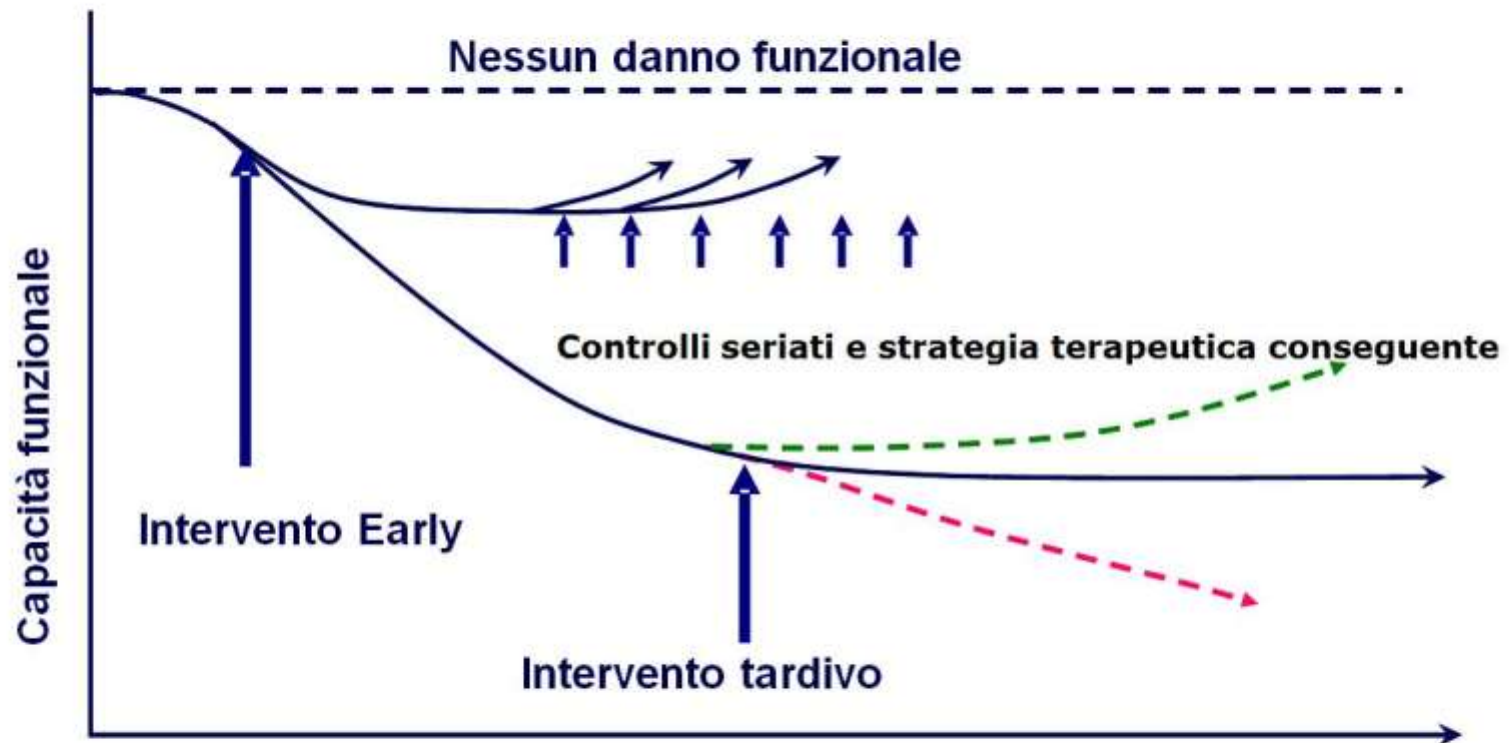 Nessun danno funzionale
Capacità funzionale
Controlli seriati e strategia terapeutica conseguente
Intervento Early
Intervento tardivo